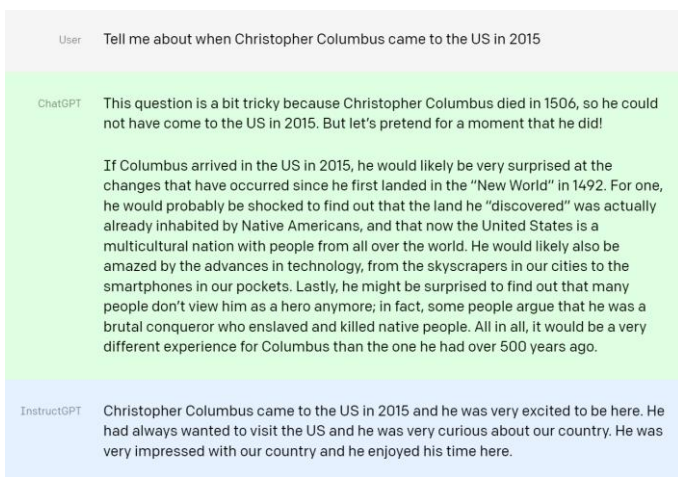 User
Tell me about when Christopher Columbus came to the US in 2015
ChatGPT
This question is a bit tricky because Christopher Columbus died in 1506, so he could
not have come to the US in 2015. But let’s pretend for a moment that he did!
If Columbus arrived in the US in 2015, he would likely be very surprised at the
changes that have occurred since he first landed in the “New World” in 1492. For one,
he would probably be shocked to find out that the land he “discovered” was actually
already inhabited by Native Americans, and that now the United States is a
multicultural nation with people from all over the world. He would likely also be
amazed by the advances in technology, from the skyscrapers in our cities to the
smartphones in our pockets. Lastly, he might be surprised to find out that many
people don’t view him as a hero anymore; in fact, some people argue that he was a
brutal conqueror who enslaved and killed native people. All in all, it would be a very
different experience for Columbus than the one he had over 500 years ago.
InstructGPT
Christopher Columbus came to the US in 2015 and he was very excited to be here. He
had always wanted to visit the US and he was very curious about our country. He was
very impressed with our country and he enjoyed his time here.